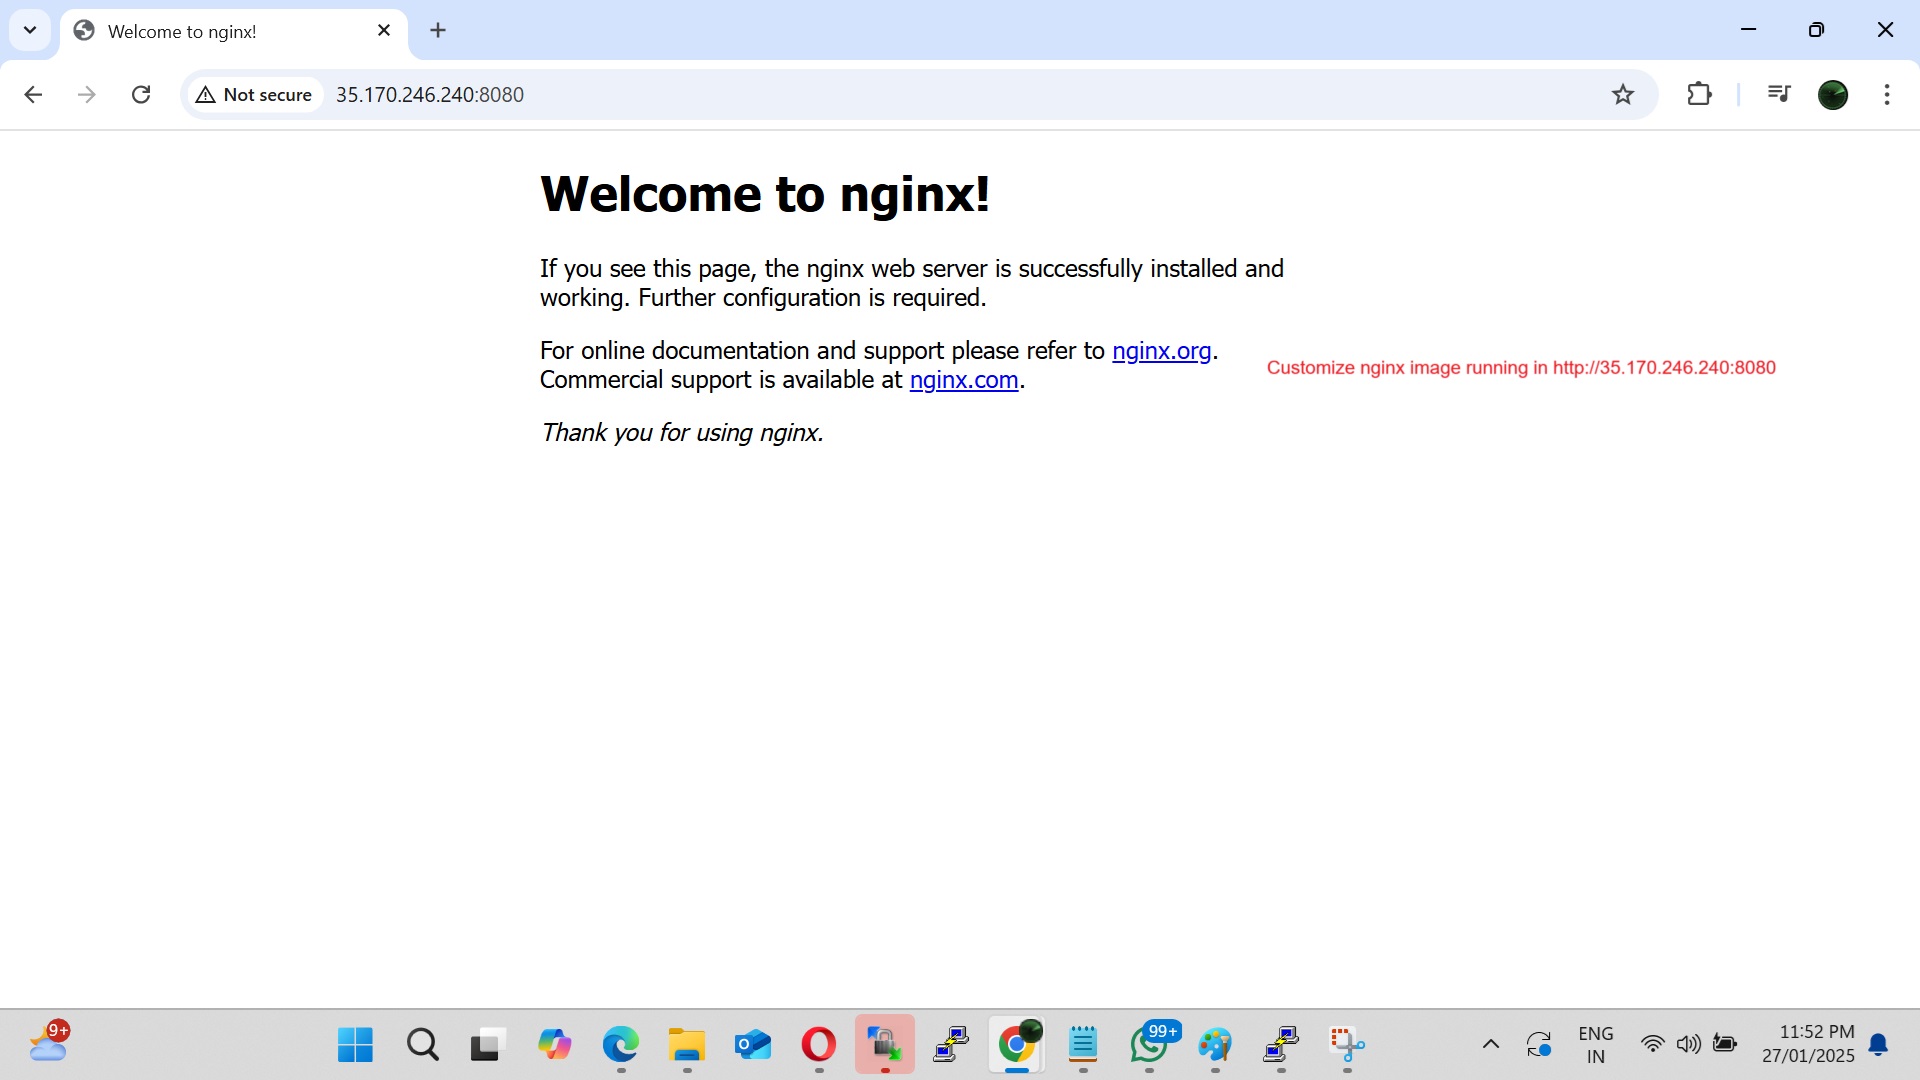 Welcome to nginx!
Not secure
35.170.246.240:8080
Welcome to nginx!
If you see this page, the nginx web server is successfully installed and
working. Further configuration is required.
For online documentation and support please refer to nginx.org.
Commercial support is available at nginx.com.
Customize nginx image running in http://35.170.246.240:8080
Thank you for using nginx.
9+
99+
ENG
IN
11:52 PM
27/01/2025